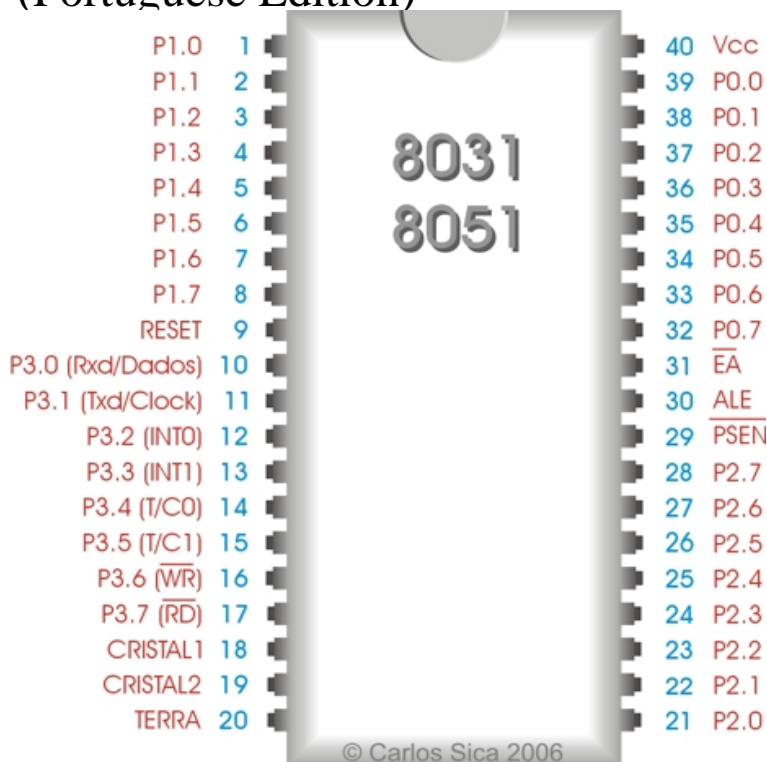 (Portuguese Edition)
P1.0 1 40 Vcc
P1.1 2 39 P0.0
P1.2 3 38 P0.1
P1.3 4 37 P0.2
P1.4 5 36 P0.3
P1.5 6 35 P0.4
P1.6 7 34 P0.5
P1.7 8 33 P0.6
RESET 9 32 P0.7
P3.0 (Rxd/Dados) 10 31 E̅A̅
P3.1 (Txd/Clock) 11 30 ALE
P3.2 (INT0) 12 29 P̅S̅E̅N̅
P3.3 (INT1) 13 28 P2.7
P3.4 (T/C0) 14 27 P2.6
P3.5 (T/C1) 15 26 P2.5
P3.6 (W̅R̅) 16 25 P2.4
P3.7 (R̅D̅) 17 24 P2.3
CRISTAL1 18 23 P2.2
CRISTAL2 19 22 P2.1
TERRA 20 21 P2.0
8031
8051
© Carlos Sica 2006